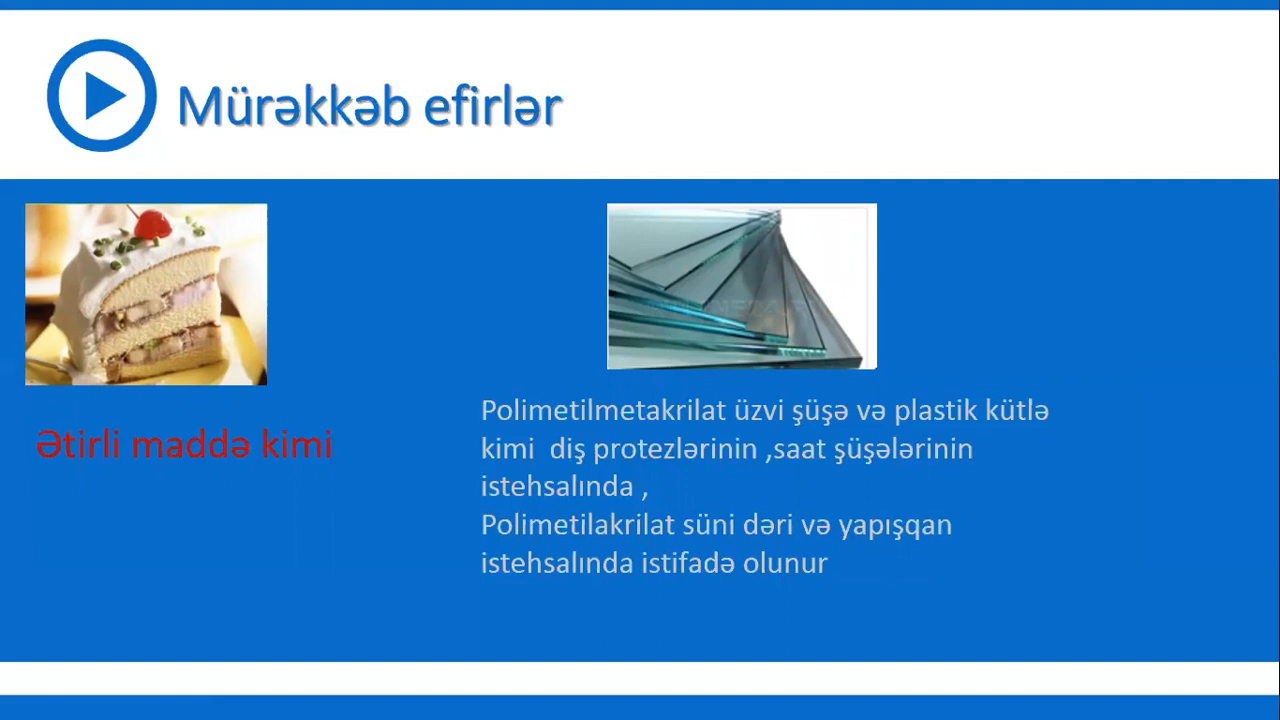 Mürəkkəb efirlər
Ətirli maddə kimi
Polimetilmetakrilat üzvi şüşə və plastik kütlə
kimi  diş protezlərinin ,saat şüşələrinin
istehsalında ,
Polimetilakrilat süni dəri və yapışqan
istehsalında istifadə olunur